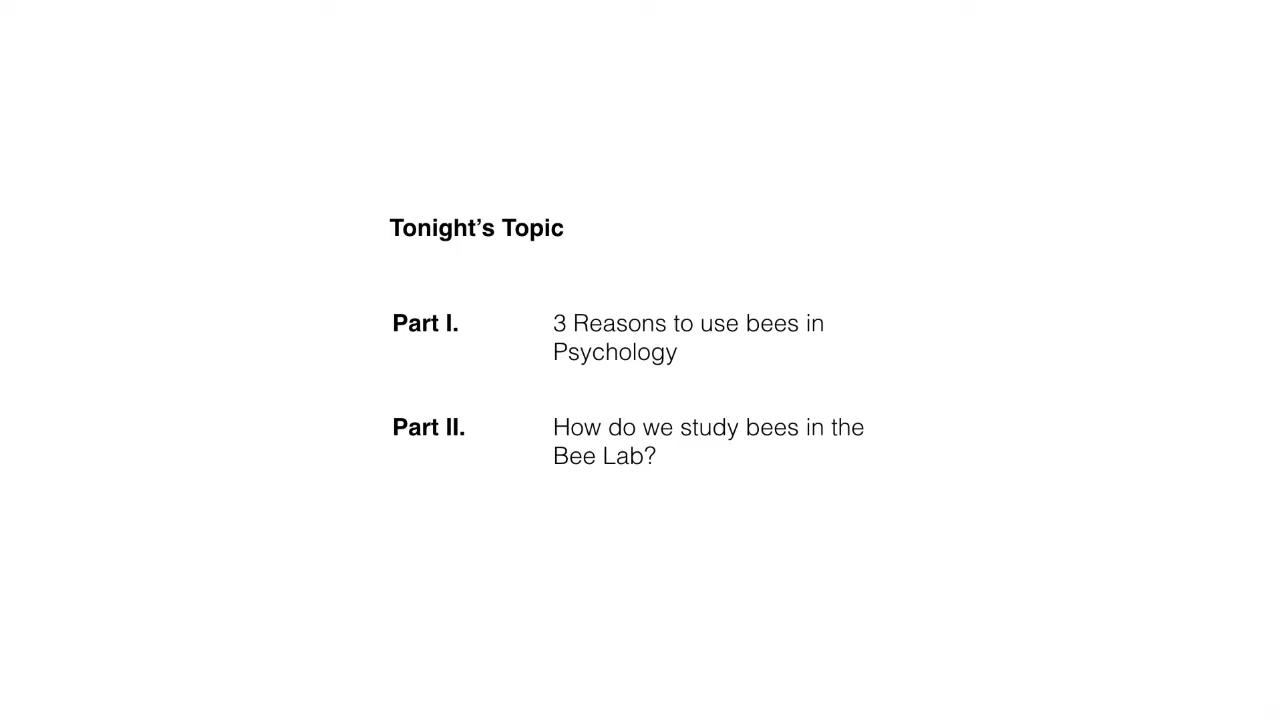 Tonight’s Topic
Part I. 3 Reasons to use bees in
Psychology
Part II. How do we study bees in the
Bee Lab?